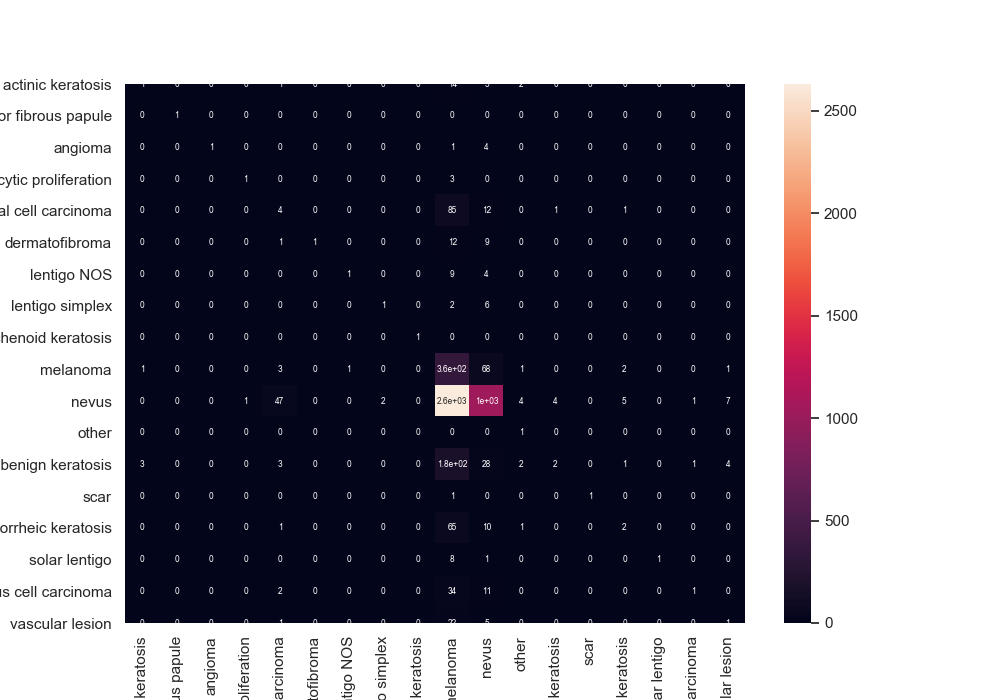 actinic keratosis
or fibrous papule 0 1 0 0 0 0 0 0 0 0 0 0 0 0 0 0 0 0
angioma 0 0 1 0 0 0 0 0 0 1 4 0 0 0 0 0 0 0
cytic proliferation 0 0 0 1 0 0 0 0 0 3 0 0 0 0 0 0 0 0
al cell carcinoma 0 0 0 0 4 0 0 0 0 85 12 0 1 0 1 0 0 0
dermatofibroma 0 0 0 0 1 1 0 0 0 12 9 0 0 0 0 0 0 0
lentigo NOS 0 0 0 0 0 0 1 0 0 9 4 0 0 0 0 0 0 0
lentigo simplex 0 0 0 0 0 0 0 1 0 2 6 0 0 0 0 0 0 0
henoid keratosis 0 0 0 0 0 0 0 0 1 0 0 0 0 0 0 0 0 0
melanoma 1 0 0 0 3 0 1 0 0 3.6e+02 68 1 0 0 2 0 0 1
nevus 0 0 0 1 47 0 0 2 0 2.6e+03 1e+03 4 4 0 5 0 1 7
other 0 0 0 0 0 0 0 0 0 0 0 1 0 0 0 0 0 0
benign keratosis 3 0 0 0 3 0 0 0 0 1.8e+02 28 2 2 0 1 0 1 4
scar 0 0 0 0 0 0 0 0 0 1 0 0 0 1 0 0 0 0
orrheic keratosis 0 0 0 0 1 0 0 0 0 65 10 1 0 0 2 0 0 0
solar lentigo 0 0 0 0 0 0 0 0 0 8 1 0 0 0 0 1 0 0
us cell carcinoma 0 0 0 0 2 0 0 0 0 34 11 0 0 0 0 0 1 0
vascular lesion
keratosis
us papule
angioma
oliferation
arcinoma
tofibroma
tigo NOS
o simplex
keratosis
elanoma
nevus
other
keratosis
scar
keratosis
ar lentigo
arcinoma
lar lesion
2500
2000
1500
1000
500
0